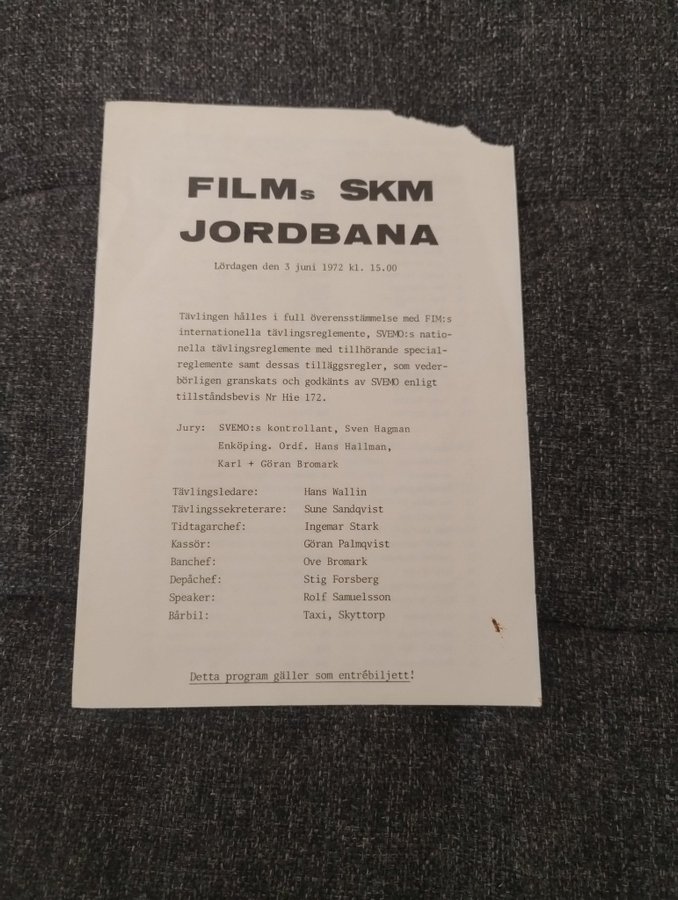 FILMs SKM
JORDBANA
Lördagen den 3 juni 1972 kl. 15.00
Tävlingen hålles i full överensstämmelse med FIM:s
internationella tävlingsreglemente, SVEMO:s natio-
nella tävlingsreglemente med tillhörande special-
reglemente samt dessas tilläggsregler, som veder-
börligen granskats och godkänts av SVEMO enligt
tillståndsbevis Nr Hie 172.
Jury: SVEMO:s kontrollant, Sven Hagman
Enköping. Ordf. Hans Hallman,
Karl + Göran Bromark
Tävlingsledare: Hans Wallin
Tävlingssekreterare: Sune Sandqvist
Tidtagarchef: Ingemar Stark
Kassör: Göran Palmqvist
Banchef: Ove Bromark
Depåchef: Stig Forsberg
Speaker: Rolf Samuelsson
Bårbil: Taxi, Skyttorp
Detta program gäller som entrébiljett!